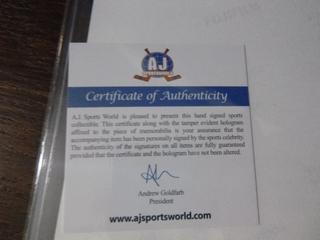 AJ
SPORTSWORLD
Certificate of Authenticity
A.J. Sports World is pleased to present this hand signed sports
collectible. This certificate along with the tamper evident hologram
affixed to the piece of memorabilia is your assurance that the
accompanying item has been personally signed by the sports celebrity.
The authenticity of the signatures on all items are fully guaranteed
provided that the certificate and the hologram have not been altered.
Andrew Goldfarb
President
www.ajsportsworld.com